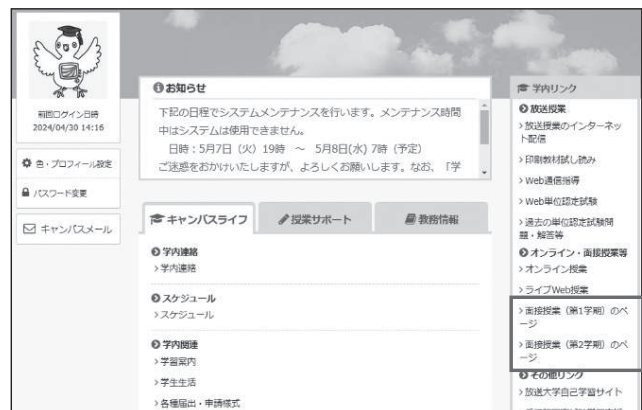 前回ログイン日時
2024/04/30 14:16
色・プロフィール設定
パスワード変更
キャンパスメール
お知らせ
下記の日程でシステムメンテナンスを行います。メンテナンス時間
中はシステムは使用できません。
日時：5月7日（火）19時 ～ 5月8日(水) 7時（予定）
ご迷惑をおかけいたしますが、よろしくお願いします。なお、「学
キャンパスライフ
授業サポート
教務情報
学内連絡
>学内連絡
スケジュール
>スケジュール
学内関連
>学習案内
>学生生活
>各種届出・申請様式
学内リンク
放送授業
>放送授業のインターネッ
ト配信
>印刷教材試し読み
>Web通信指導
>Web単位認定試験
>過去の単位認定試験問
題・解答等
オンライン・面接授業等
>オンライン授業
>ライブWeb授業
>面接授業（第1学期）のペ
ージ
>面接授業（第2学期）のペ
ージ
その他リンク
>放送大学自己学習サイト